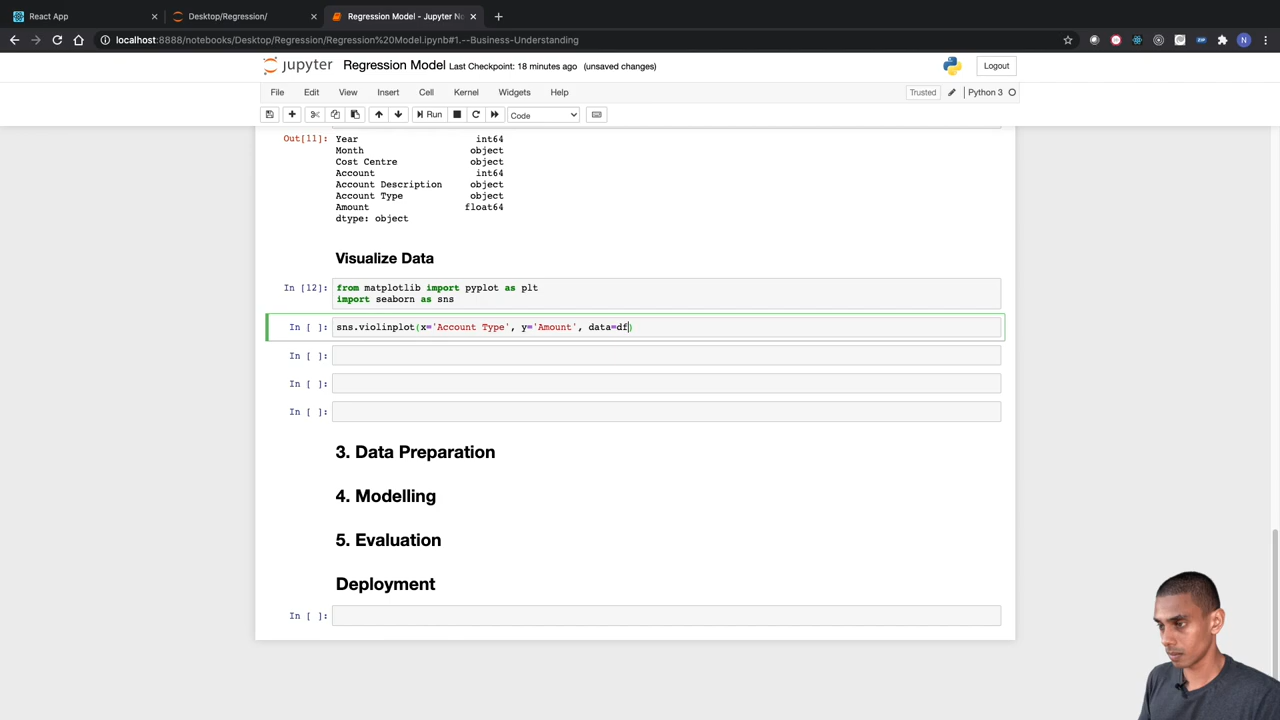 React App
Desktop/Regression/
Regression Model - Jupyter No
localhost:8888/notebooks/Desktop/Regression/Regression%20Model.ipynb#1.--Business-Understanding
N
jupyter Regression Model Last Checkpoint: 18 minutes ago (unsaved changes)
Logout
File Edit View Insert Cell Kernel Widgets Help
Trusted
Python 3
Run
Code
Out[11]:
Year int64
Month object
Cost Centre object
Account int64
Account Description object
Account Type object
Amount float64
dtype: object
Visualize Data
In [12]: from matplotlib import pyplot as plt
import seaborn as sns
In [ ]: sns.violinplot(x='Account Type', y='Amount', data=df)
In [ ]:
In [ ]:
In [ ]:
3. Data Preparation
4. Modelling
5. Evaluation
Deployment
In [ ]: